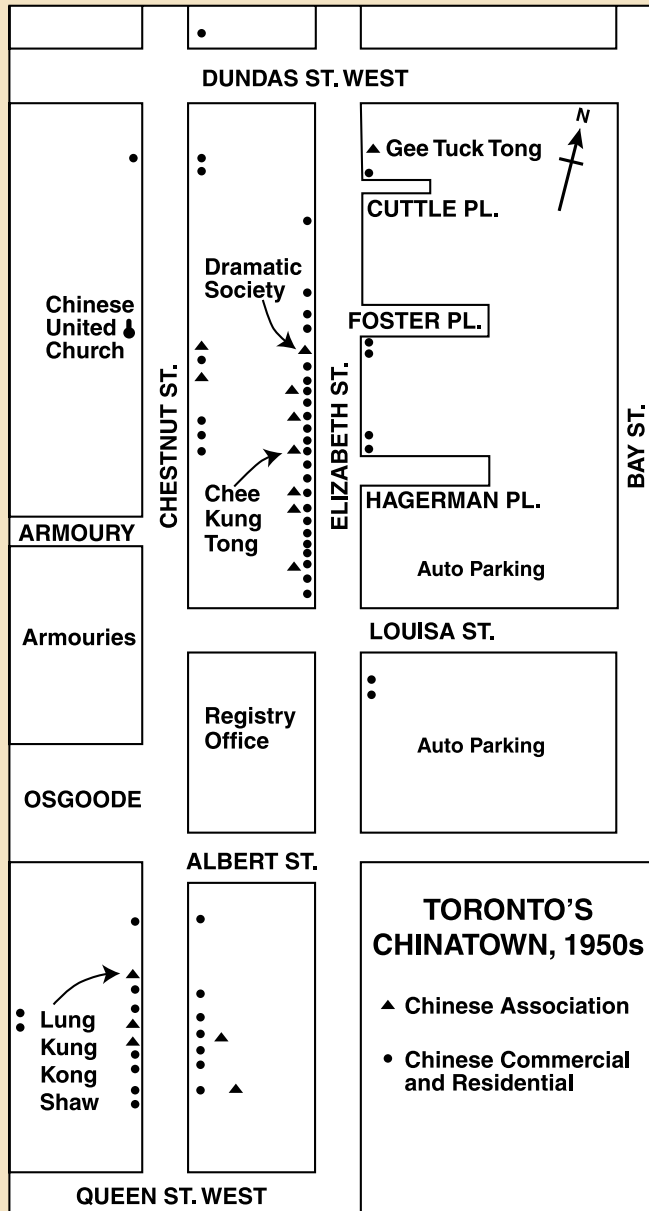 DUNDAS ST. WEST
N
Gee Tuck Tong
CUTTLE PL.
Dramatic
Society
Chinese
United
Church
FOSTER PL.
CHESTNUT ST.
ELIZABETH ST.
BAY ST.
Chee
Kung
Tong
HAGERMAN PL.
ARMOURY
Auto Parking
Armouries
LOUISA ST.
Registry
Office
Auto Parking
OSGOODE
ALBERT ST.
TORONTO'S
CHINATOWN, 1950s
Chinese Association
Chinese Commercial
and Residential
Lung
Kung
Kong
Shaw
QUEEN ST. WEST